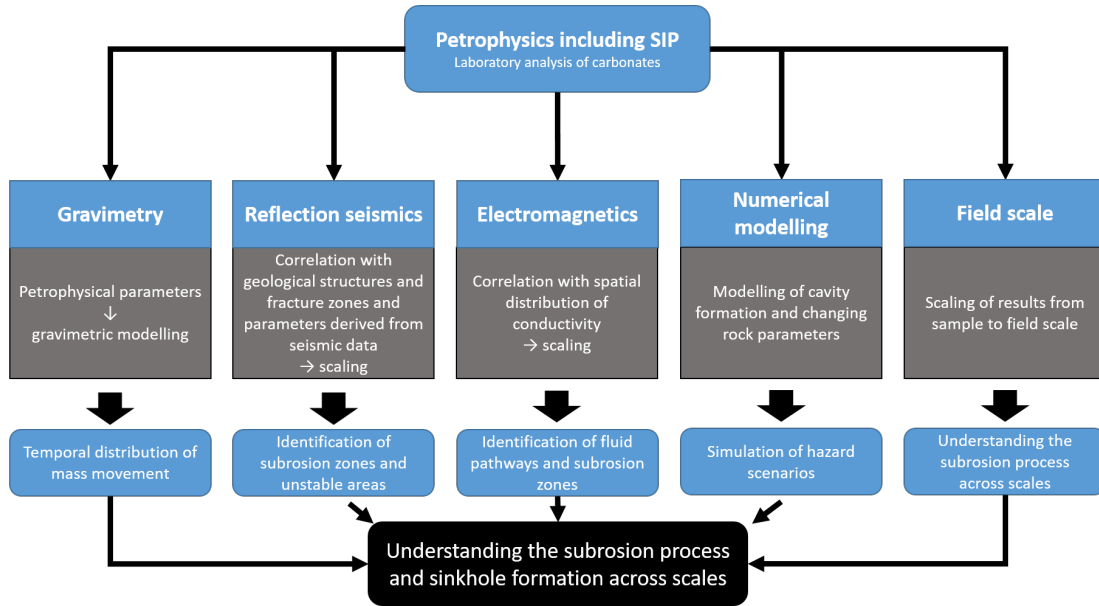 Petrophysics including SIP
Laboratory analysis of carbonates
Gravimetry
Petrophysical parameters
↓
gravimetric modelling
Temporal distribution of
mass movement
Reflection seismics
Correlation with
geological structures and
fracture zones and
parameters derived from
seismic data
→ scaling
Identification of
subrosion zones and
unstable areas
Electromagnetics
Correlation with spatial
distribution of
conductivity
→ scaling
Identification of fluid
pathways and subrosion
zones
Numerical
modelling
Modelling of cavity
formation and changing
rock parameters
Simulation of hazard
scenarios
Field scale
Scaling of results from
sample to field scale
Understanding the
subrosion process
across scales
Understanding the subrosion process
and sinkhole formation across scales